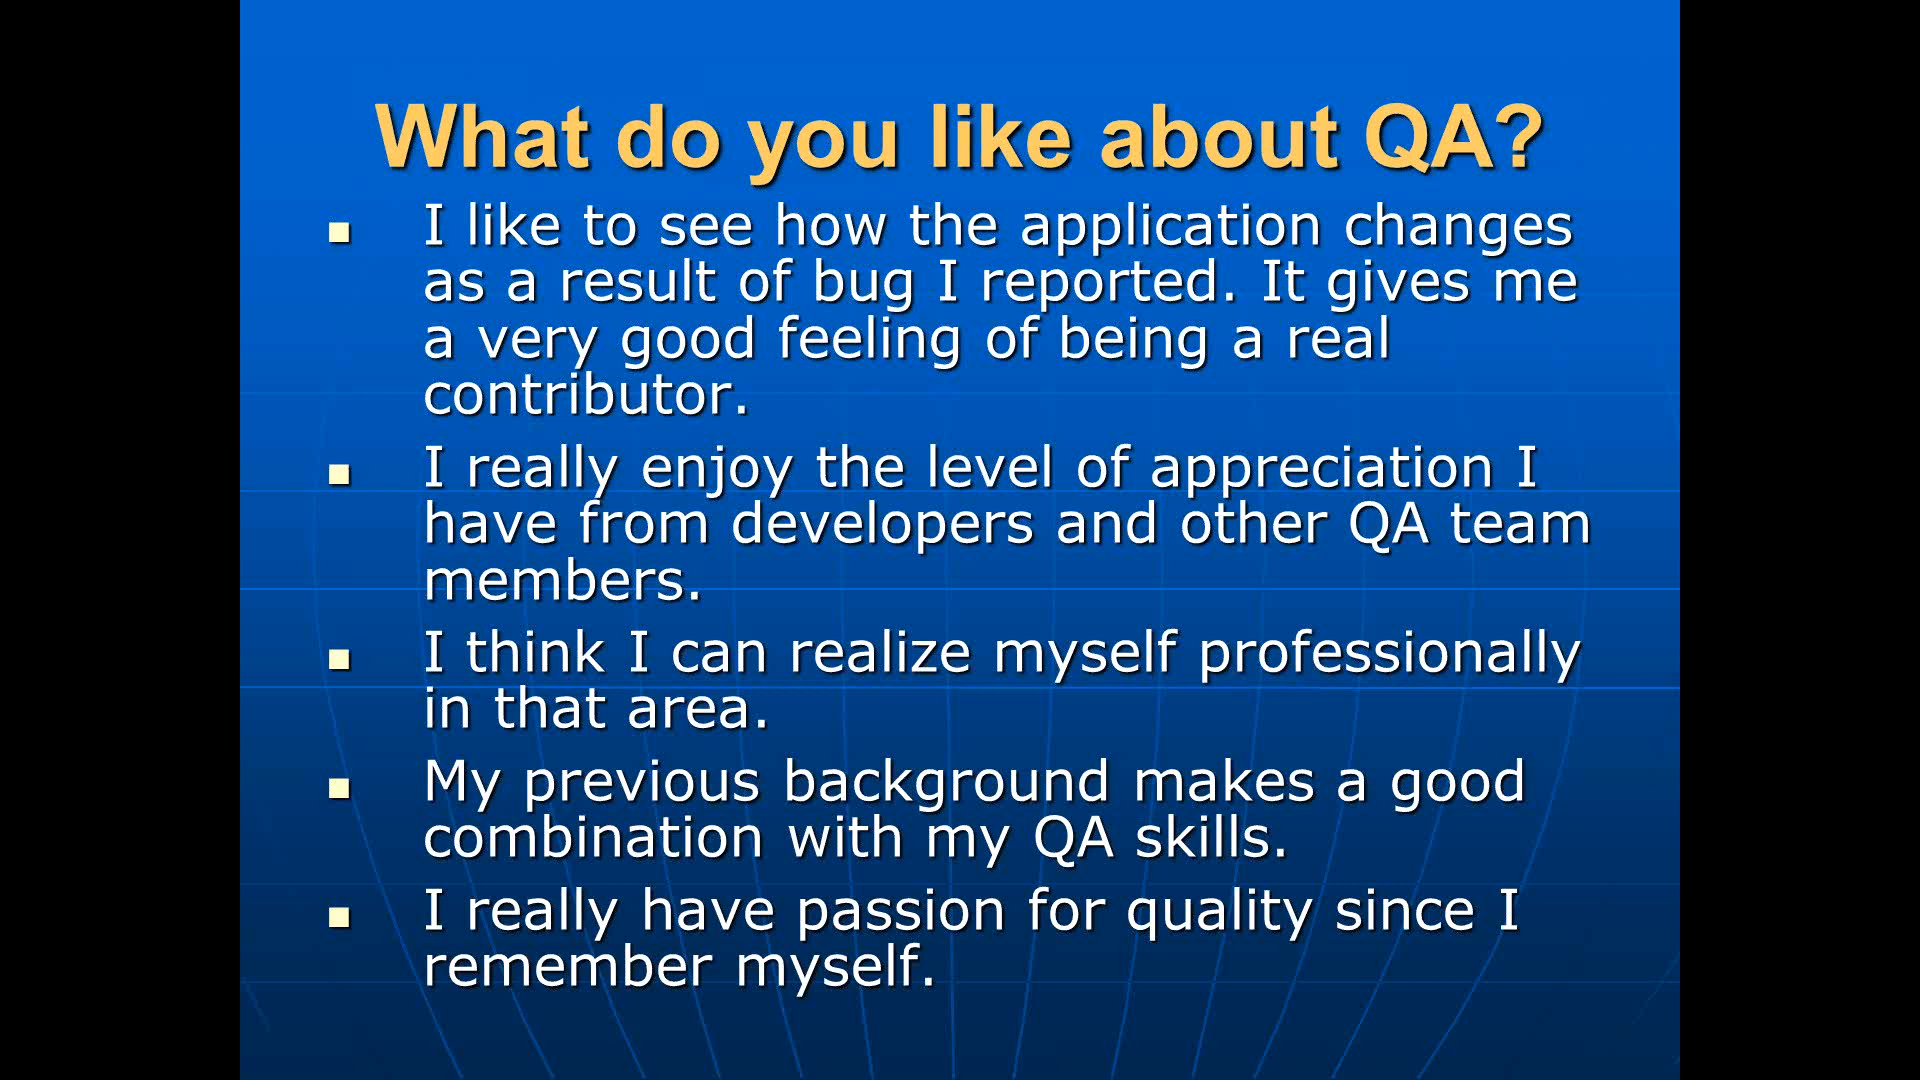 What do you like about QA?
I like to see how the application changes
as a result of bug I reported. It gives me
a very good feeling of being a real
contributor.
I really enjoy the level of appreciation I
have from developers and other QA team
members.
I think I can realize myself professionally
in that area.
My previous background makes a good
combination with my QA skills.
I really have passion for quality since I
remember myself.